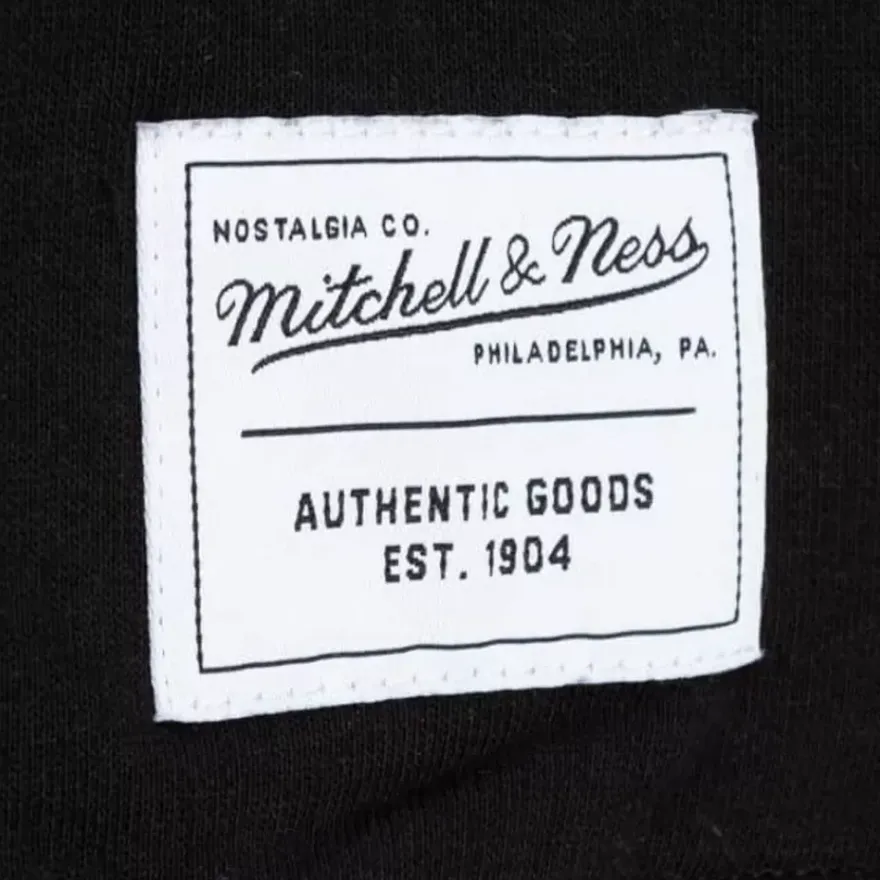 NOSTALGIA CO.
Mitchell & Ness
PHILADELPHIA, PA.
AUTHENTIC GOODS
EST. 1904